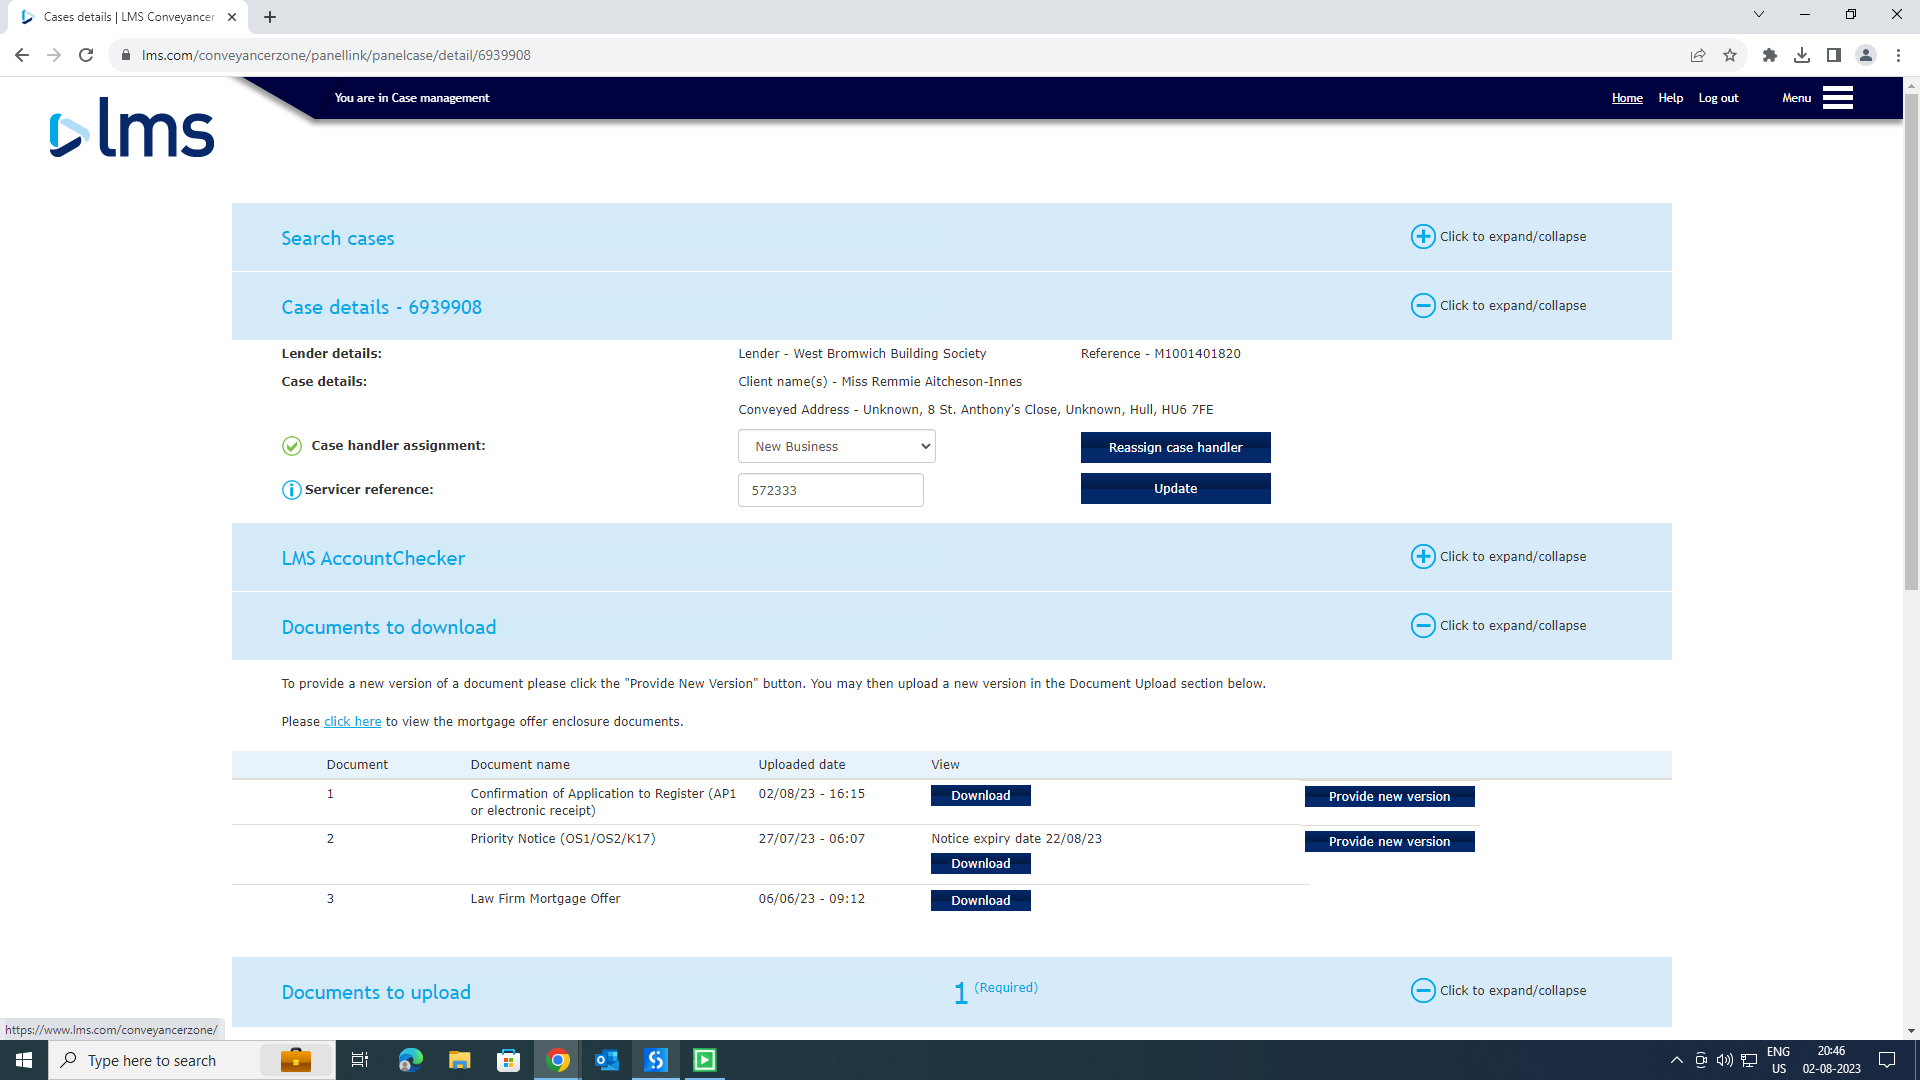 Cases details | LMS Conveyancer
lms.com/conveyancerzone/panellink/panelcase/detail/6939908
You are in Case management
Home Help Log out Menu
lms
Search cases
Click to expand/collapse
Case details - 6939908
Click to expand/collapse
Lender details: Lender - West Bromwich Building Society Reference - M1001401820
Case details: Client name(s) - Miss Remmie Aitcheson-Innes
Conveyed Address - Unknown, 8 St. Anthony's Close, Unknown, Hull, HU6 7FE
Case handler assignment: New Business Reassign case handler
Servicer reference: 572333 Update
LMS AccountChecker
Click to expand/collapse
Documents to download
Click to expand/collapse
To provide a new version of a document please click the "Provide New Version" button. You may then upload a new version in the Document Upload section below.
Please click here to view the mortgage offer enclosure documents.
Document Document name Uploaded date View
1 Confirmation of Application to Register (AP1 02/08/23 - 16:15 Download Provide new version
or electronic receipt)
2 Priority Notice (OS1/OS2/K17) 27/07/23 - 06:07 Notice expiry date 22/08/23 Provide new version
Download
3 Law Firm Mortgage Offer 06/06/23 - 09:12 Download
Documents to upload 1 (Required)
Click to expand/collapse
https://www.lms.com/conveyancerzone/
Type here to search
ENG
US
20:46
02-08-2023